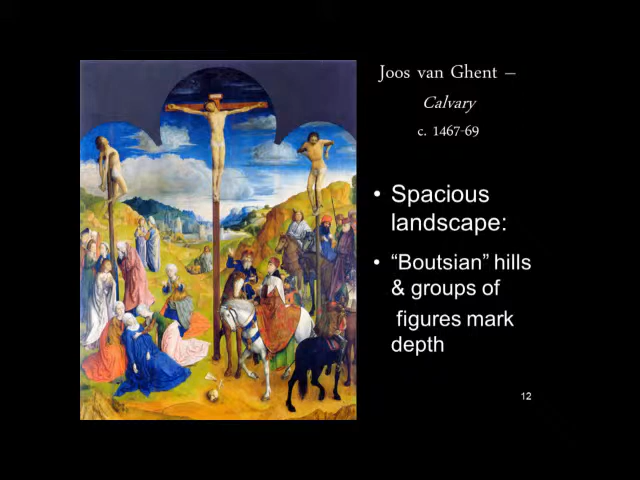 Joos van Ghent –
Calvary
c. 1467-69
• Spacious
landscape:
• “Boutsian” hills
& groups of
figures mark
depth
12